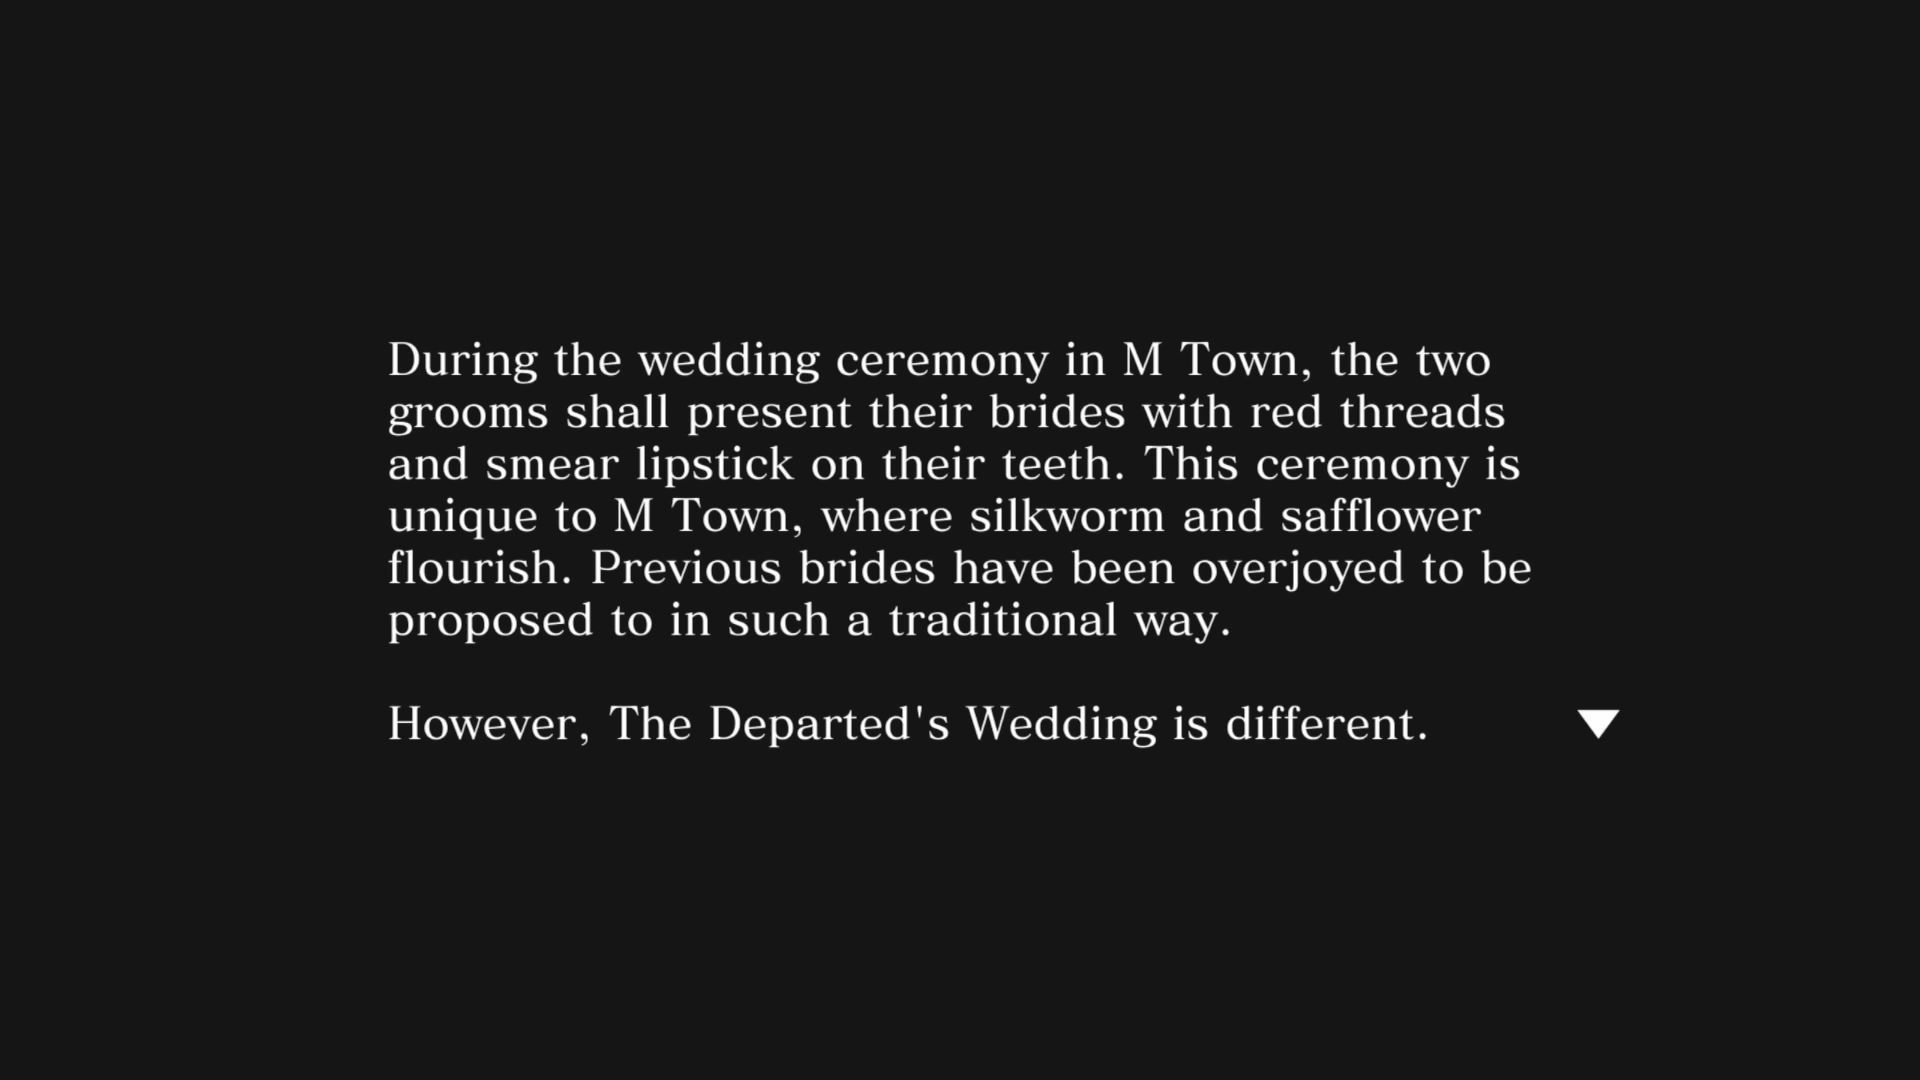 During the wedding ceremony in M Town, the two
grooms shall present their brides with red threads
and smear lipstick on their teeth. This ceremony is
unique to M Town, where silkworm and safflower
flourish. Previous brides have been overjoyed to be
proposed to in such a traditional way.
However, The Departed's Wedding is different.